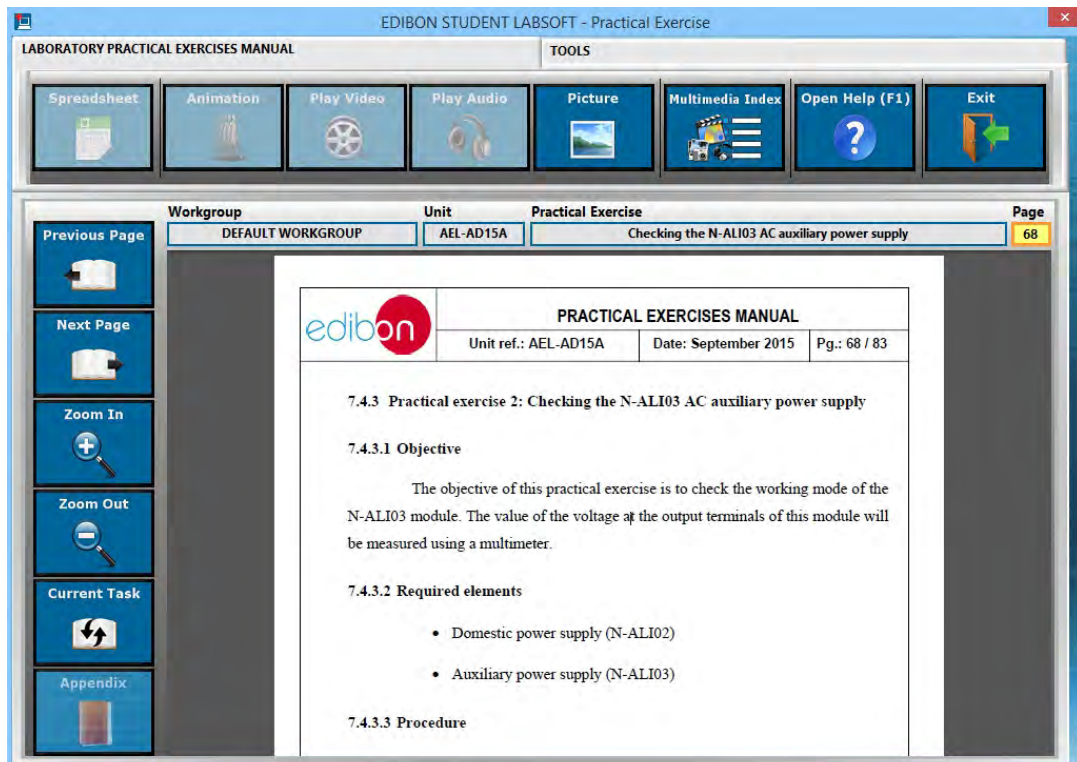 EDIBON STUDENT LABSOFT - Practical Exercise
LABORATORY PRACTICAL EXERCISES MANUAL
TOOLS
Spreadsheet
Animation
Play Video
Play Audio
Picture
Multimedia Index
Open Help (F1)
Exit
Workgroup
Unit
Practical Exercise
Page
DEFAULT WORKGROUP
AEL-AD15A
Checking the N-ALI03 AC auxiliary power supply
68
Previous Page
Next Page
Zoom In
Zoom Out
Current Task
Appendix
edibon
PRACTICAL EXERCISES MANUAL
Unit ref.: AEL-AD15A
Date: September 2015
Pg.: 68 / 83
7.4.3 Practical exercise 2: Checking the N-ALI03 AC auxiliary power supply
7.4.3.1 Objective
The objective of this practical exercise is to check the working mode of the
N-ALI03 module. The value of the voltage at the output terminals of this module will
be measured using a multimeter.
7.4.3.2 Required elements
• Domestic power supply (N-ALI02)
• Auxiliary power supply (N-ALI03)
7.4.3.3 Procedure